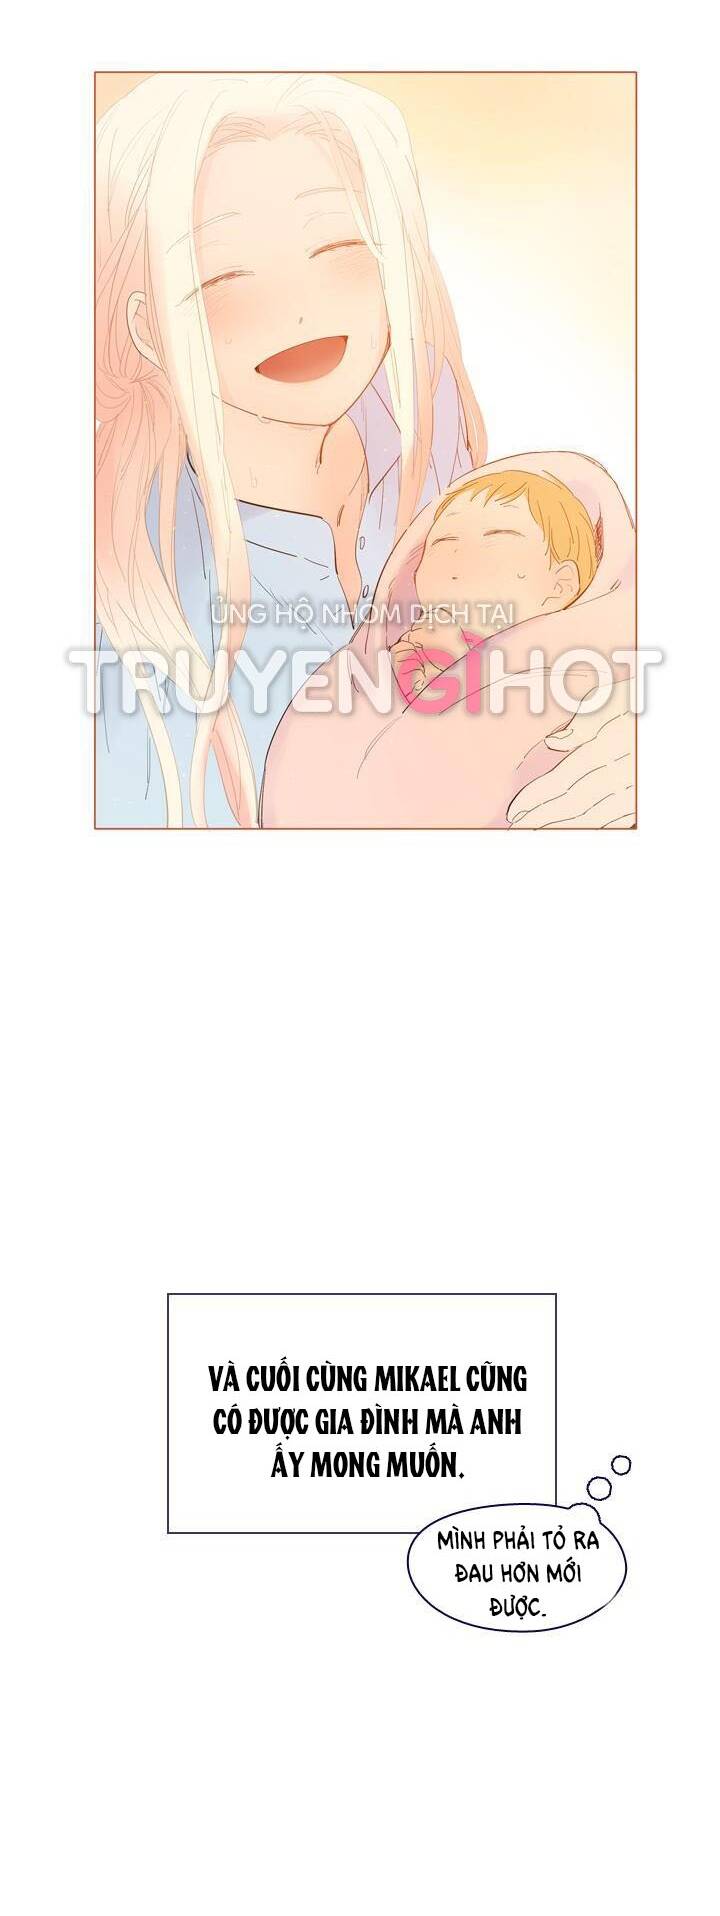 ỦNG HỘ NHÓM DỊCH TẠI
TRUYENGIHOT
VÀ CUỐI CÙNG MIKAEL CŨNG
CÓ ĐƯỢC GIA ĐÌNH MÀ ANH
ẤY MONG MUỐN.
MÌNH PHẢI TỎ RA
ĐAU HƠN MỚI
ĐƯỢC.